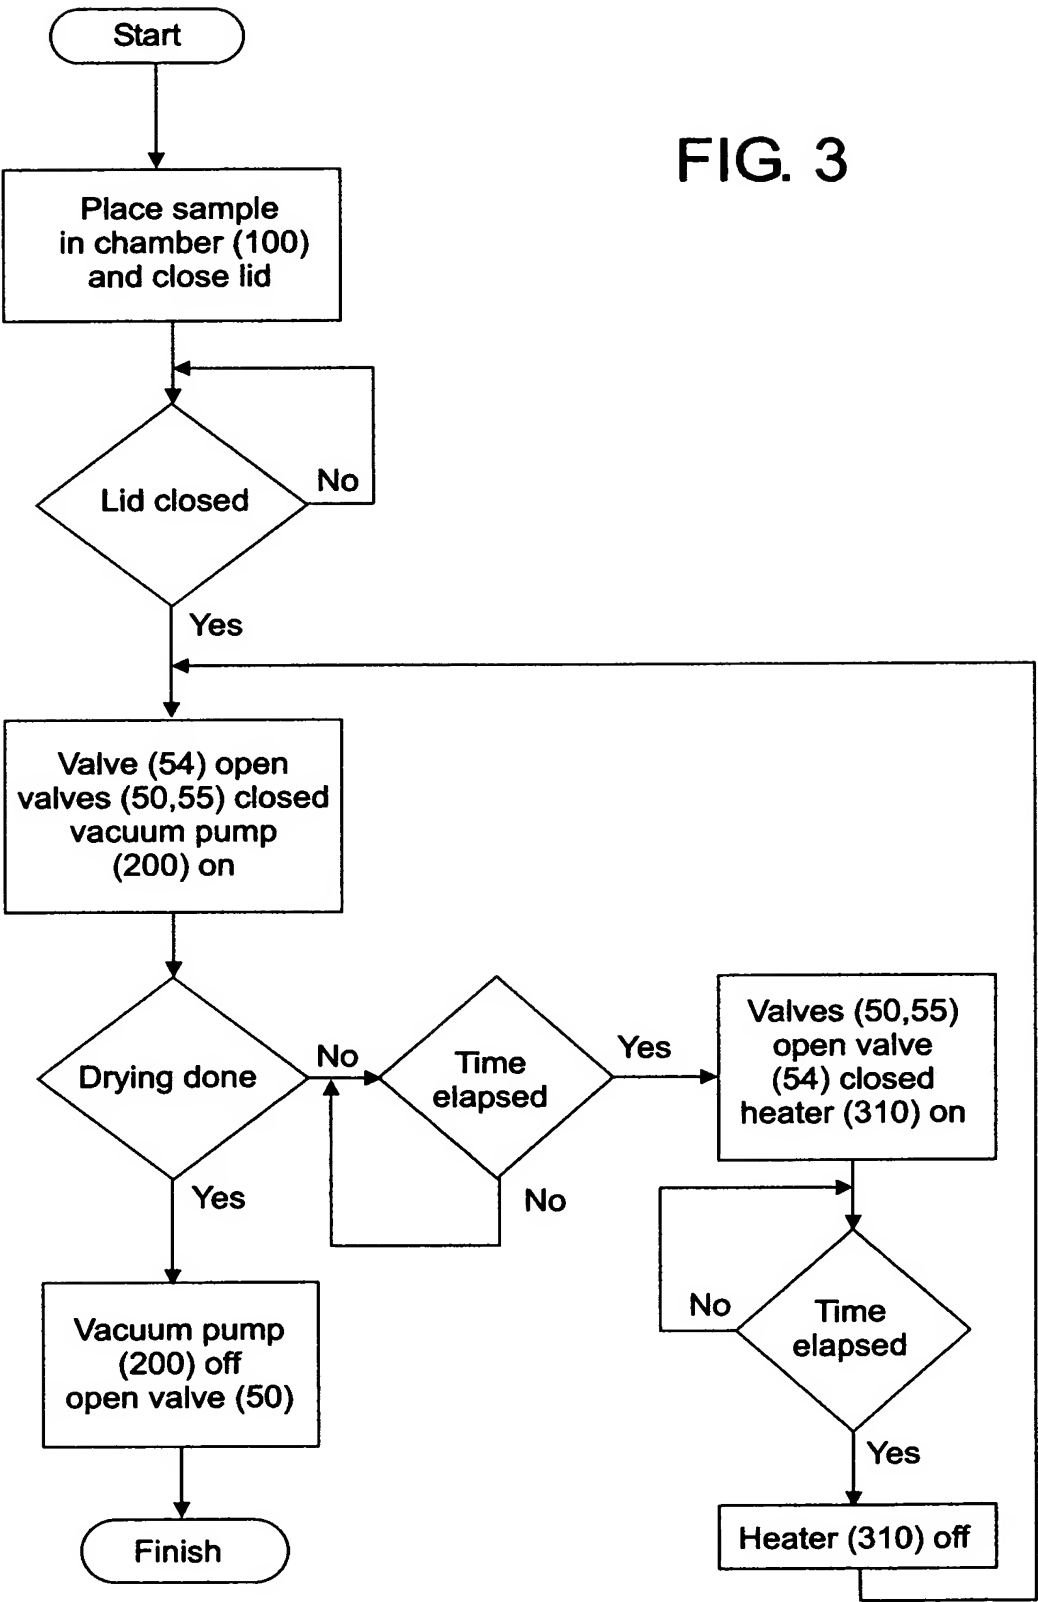 Start
FIG. 3
Place sample
in chamber (100)
and close lid
No
Lid closed
Yes
Valve (54) open
valves (50,55) closed
vacuum pump
(200) on
Drying done
No
Time
elapsed
Yes
No
Valves (50,55)
open valve
(54) closed
heater (310) on
Yes
No
Time
elapsed
Yes
Vacuum pump
(200) off
open valve (50)
Heater (310) off
Finish